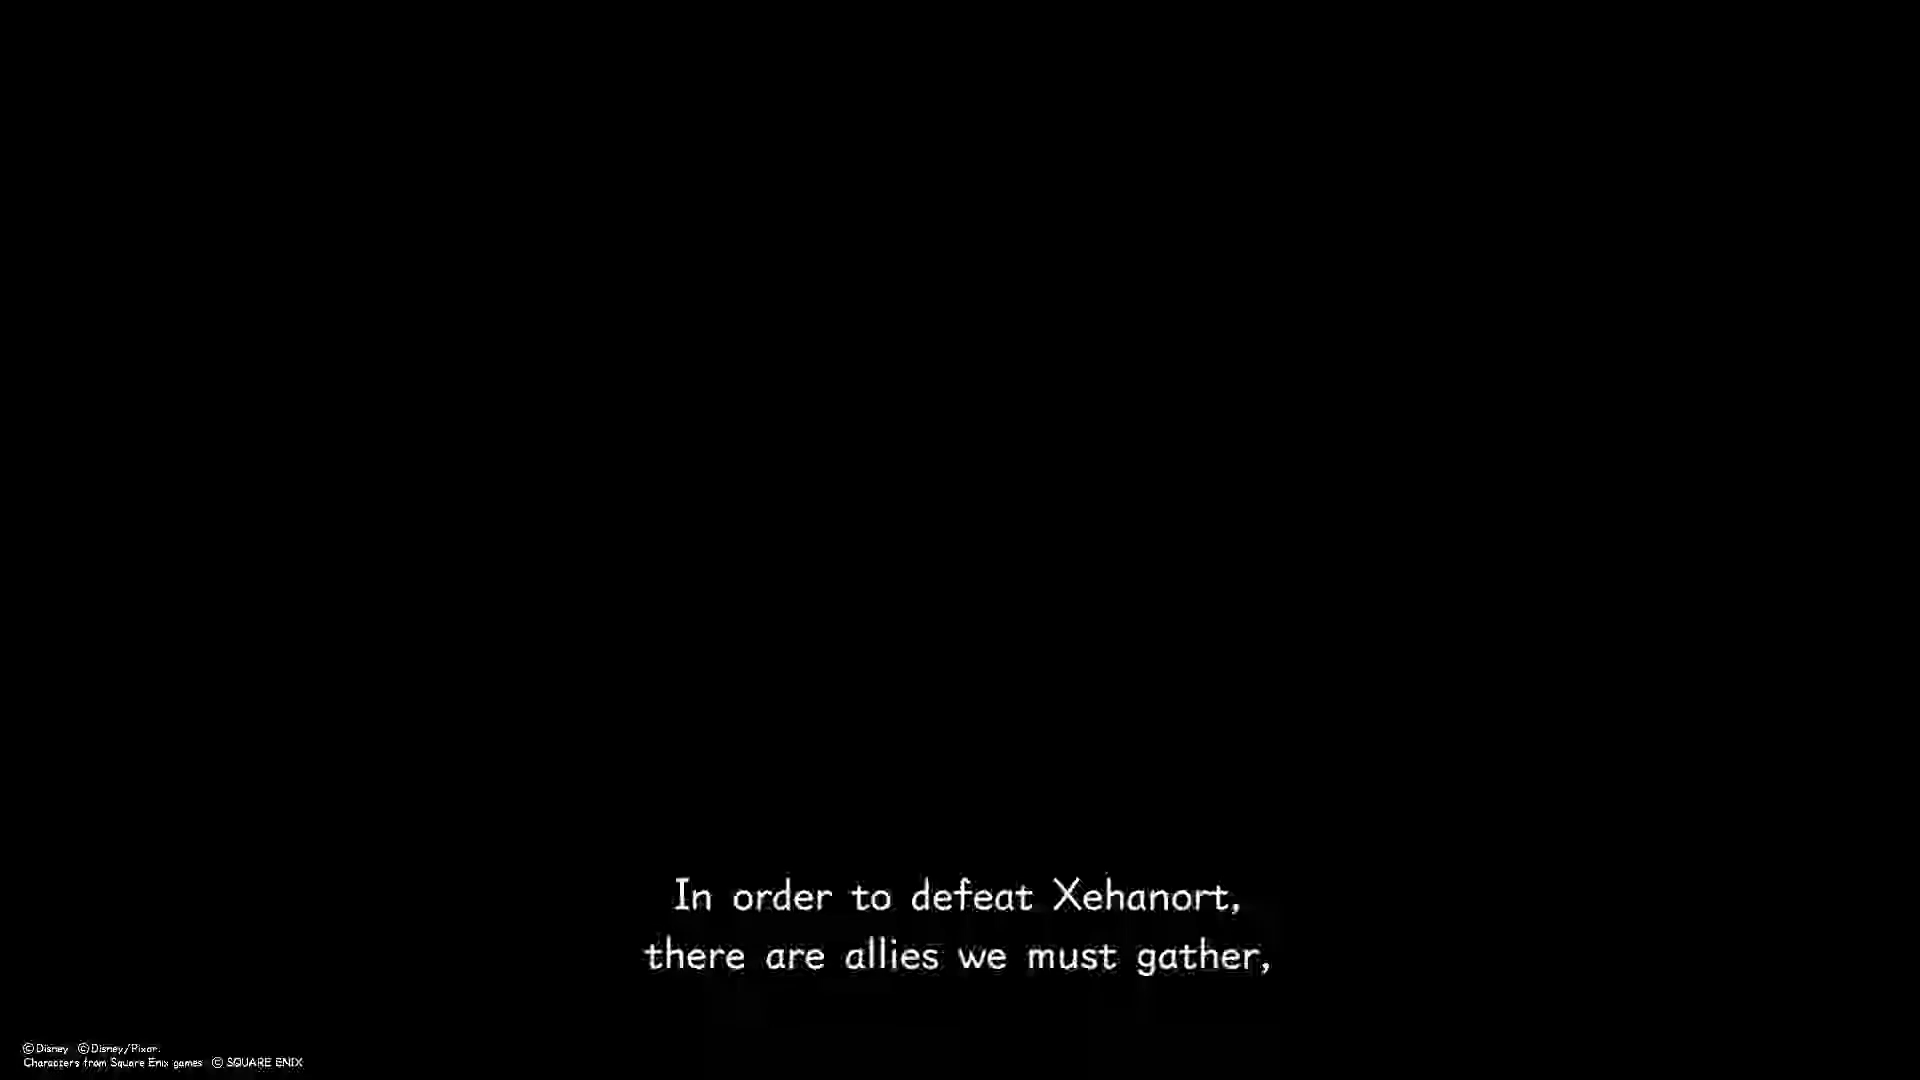 In order to defeat Xehanort,
there are allies we must gather,
© Disney © Disney/Pixar.
Characters from Square Enix games © SQUARE ENIX